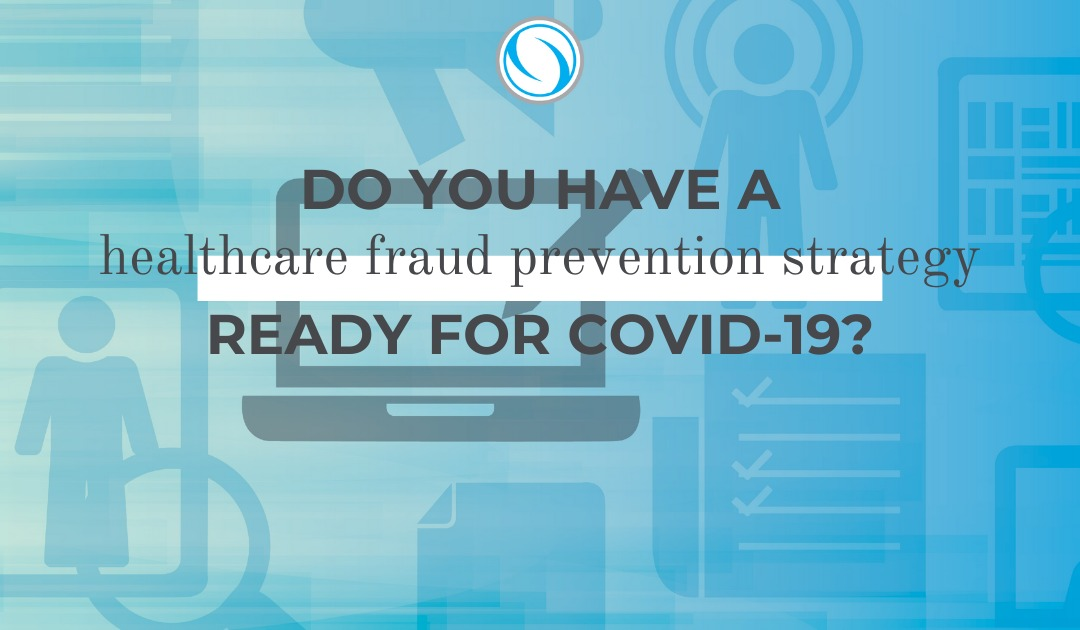 DO YOU HAVE A
healthcare fraud prevention strategy
READY FOR COVID-19?